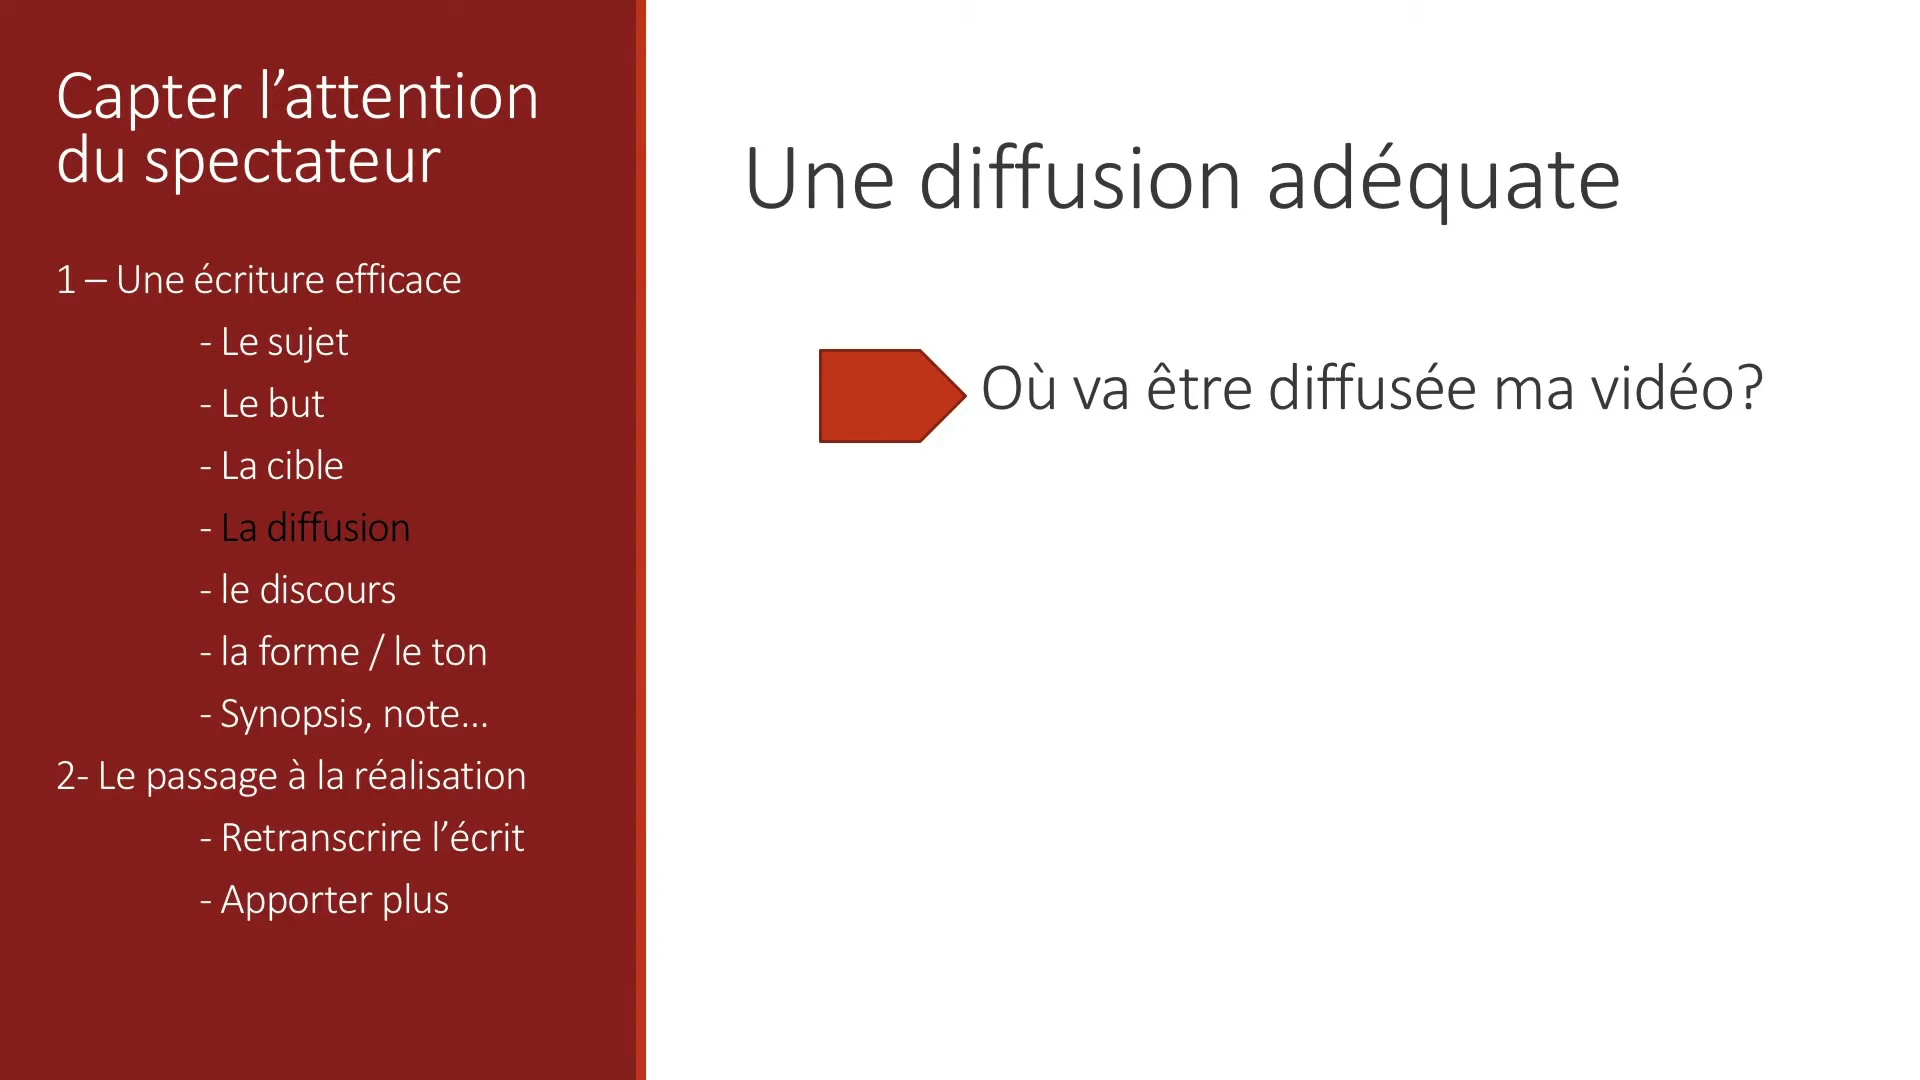 Capter l’attention
du spectateur
1 – Une écriture efficace
- Le sujet
- Le but
- La cible
- La diffusion
- le discours
- la forme / le ton
- Synopsis, note…
2- Le passage à la réalisation
- Retranscrire l’écrit
- Apporter plus
Une diffusion adéquate
Où va être diffusée ma vidéo?